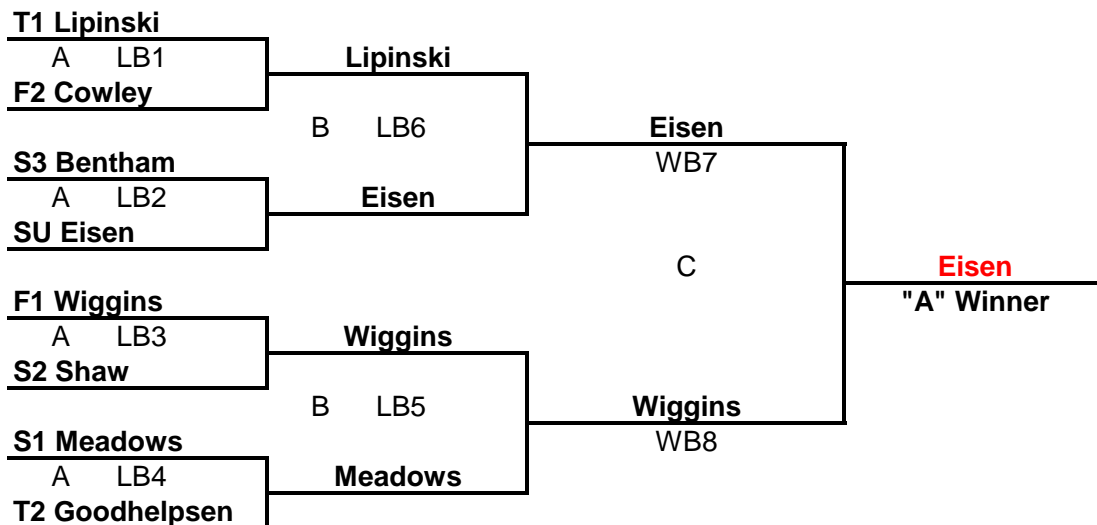 T1 Lipinski
A LB1
Lipinski
F2 Cowley
B LB6
Eisen
WB7
S3 Bentham
A LB2
Eisen
SU Eisen
C
Eisen
"A" Winner
F1 Wiggins
A LB3
Wiggins
S2 Shaw
B LB5
Wiggins
WB8
S1 Meadows
A LB4
Meadows
T2 Goodhelpsen